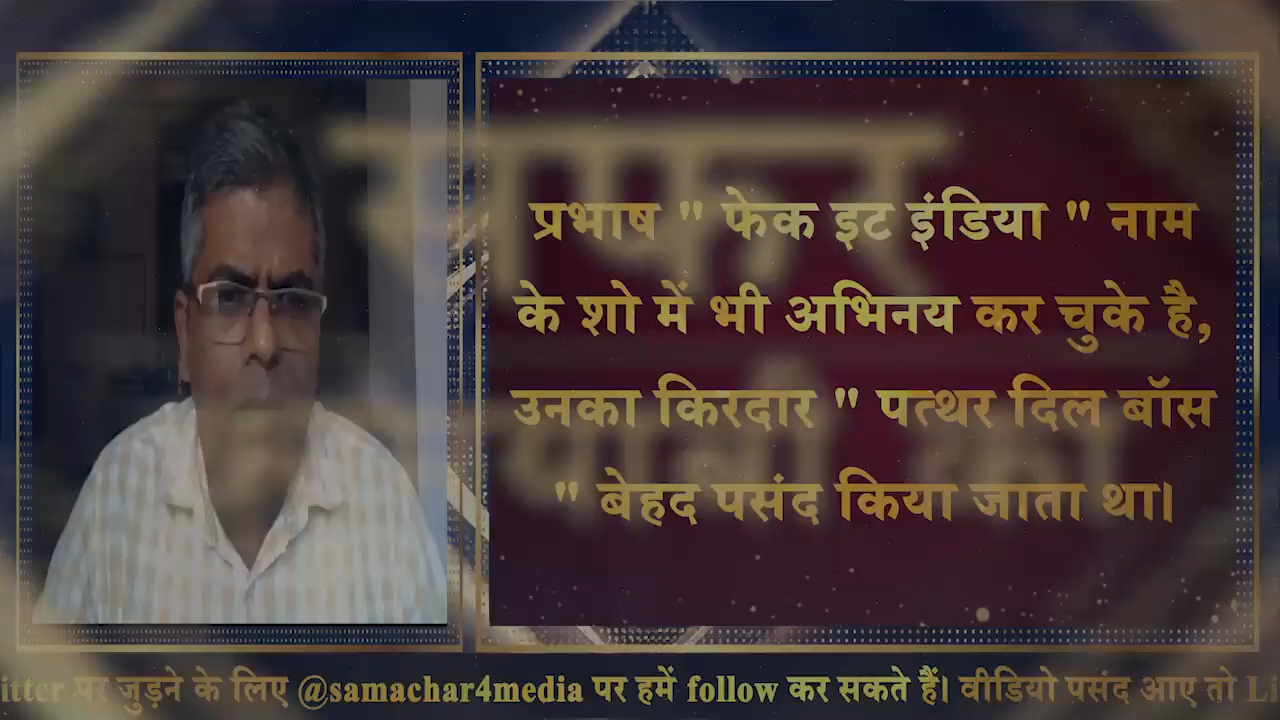 प्रभाष " फेक इट इंडिया " नाम
के शो में भी अभिनय कर चुके है,
उनका किरदार " पत्थर दिल बॉस
" बेहद पसंद किया जाता था।
पर जुड़ने के लिए @samachar4media पर हमें follow कर सकते हैं। वीडियो पसंद आए तो